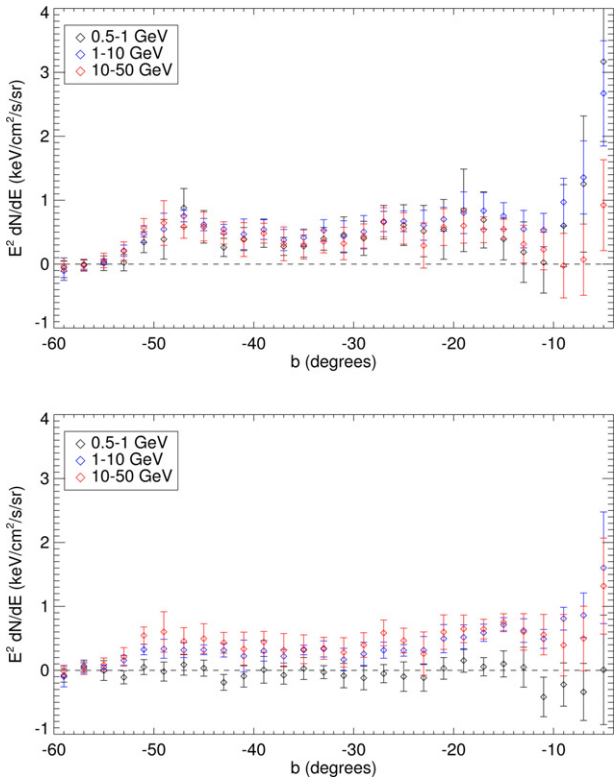 4
3
2
1
0
-1
E² dN/dE (keV/cm²/s/sr)
0.5-1 GeV
1-10 GeV
10-50 GeV
-60 -50 -40 -30 -20 -10
b (degrees)
4
3
2
1
0
-1
E² dN/dE (keV/cm²/s/sr)
0.5-1 GeV
1-10 GeV
10-50 GeV
-60 -50 -40 -30 -20 -10
b (degrees)